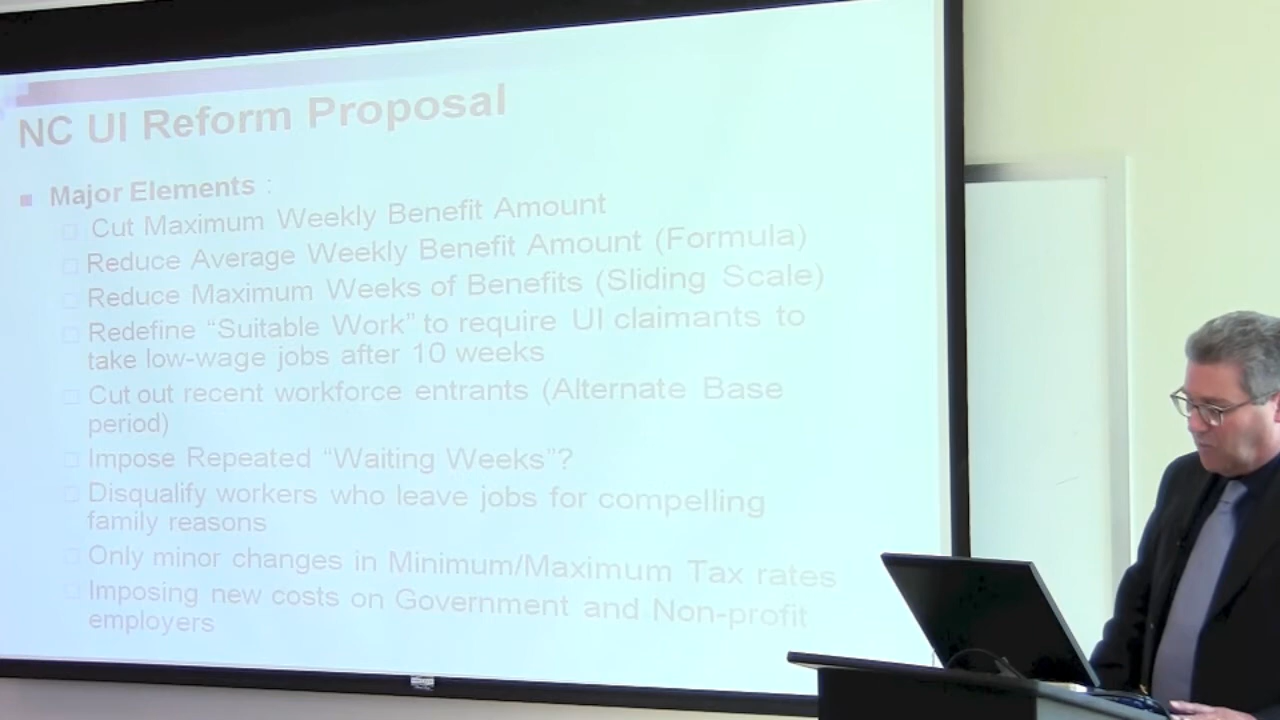 NC UI Reform Proposal
Major Elements :
Cut Maximum Weekly Benefit Amount
Reduce Average Weekly Benefit Amount (Formula)
Reduce Maximum Weeks of Benefits (Sliding Scale)
Redefine “Suitable Work” to require UI claimants to
take low-wage jobs after 10 weeks
Cut out recent workforce entrants (Alternate Base
period)
Impose Repeated “Waiting Weeks”?
Disqualify workers who leave jobs for compelling
family reasons
Only minor changes in Minimum/Maximum Tax rates
Imposing new costs on Government and Non-profit
employers